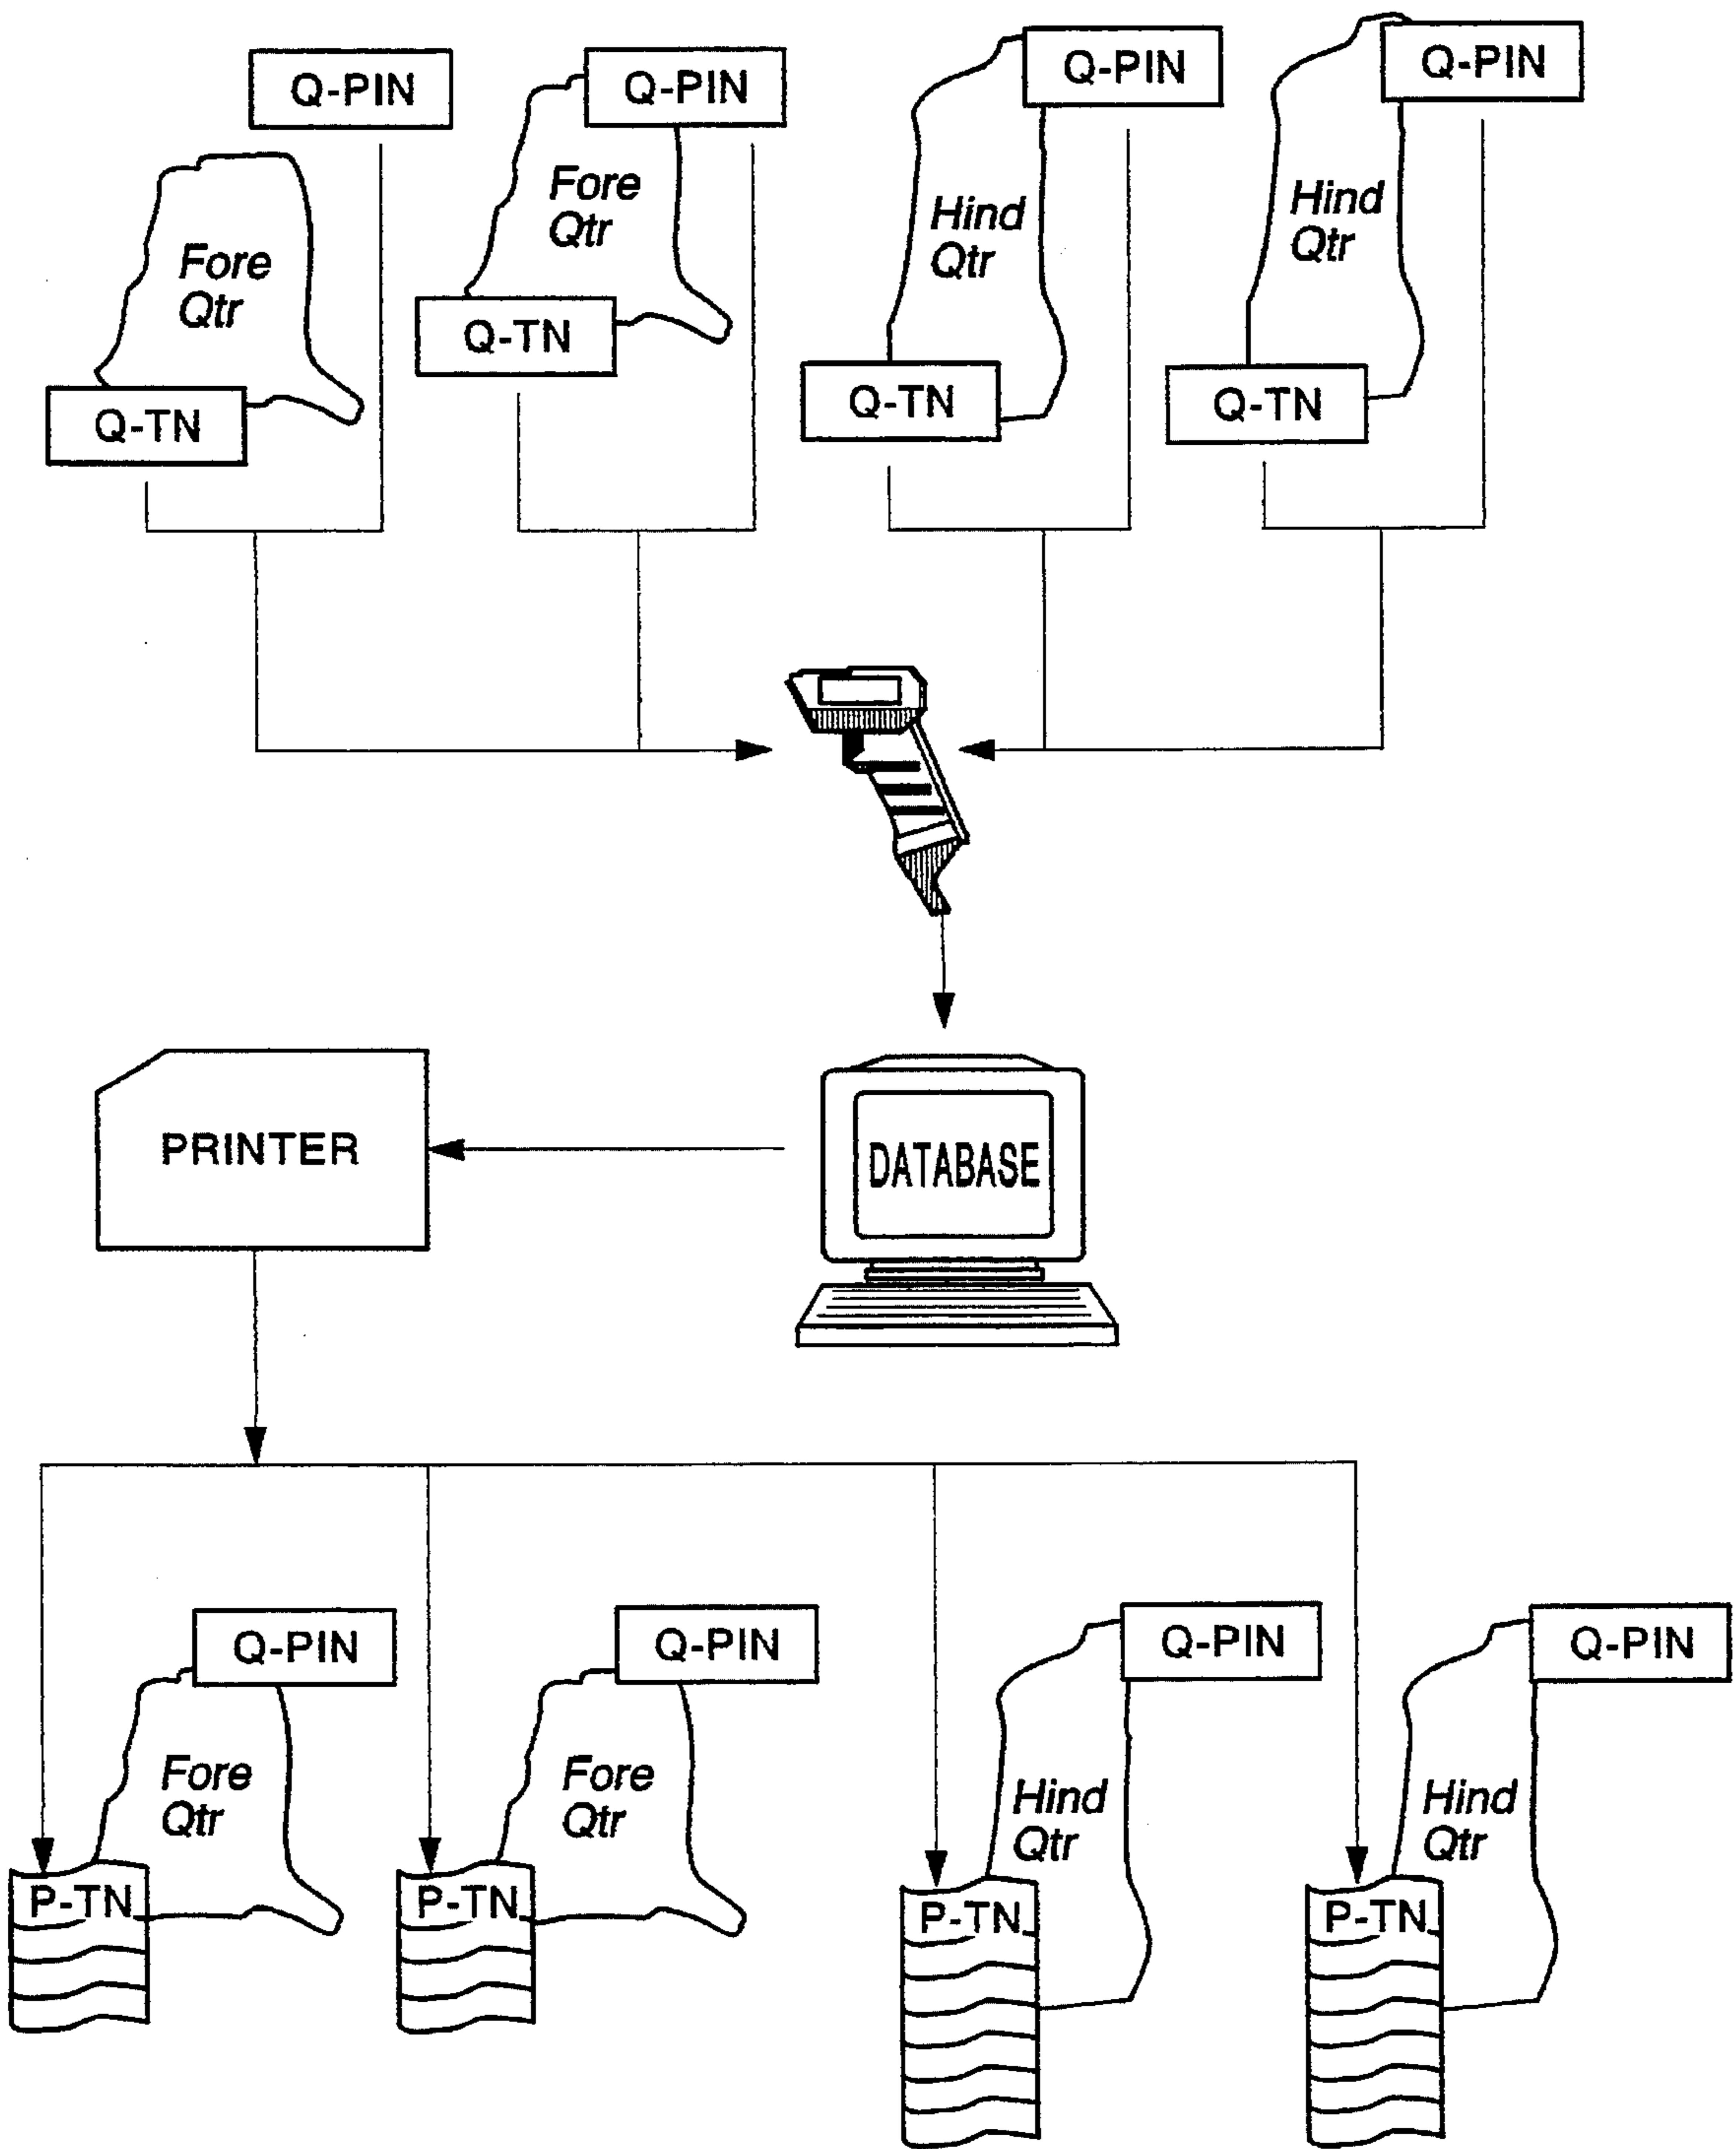 Q-PIN
Q-PIN
Q-PIN
Q-PIN
Fore
Qtr
Fore
Qtr
Hind
Qtr
Hind
Qtr
Q-TN
Q-TN
Q-TN
Q-TN
PRINTER
DATABASE
Q-PIN
Q-PIN
Q-PIN
Q-PIN
Fore
Qtr
Fore
Qtr
Hind
Qtr
Hind
Qtr
P-TN
P-TN
P-TN
P-TN